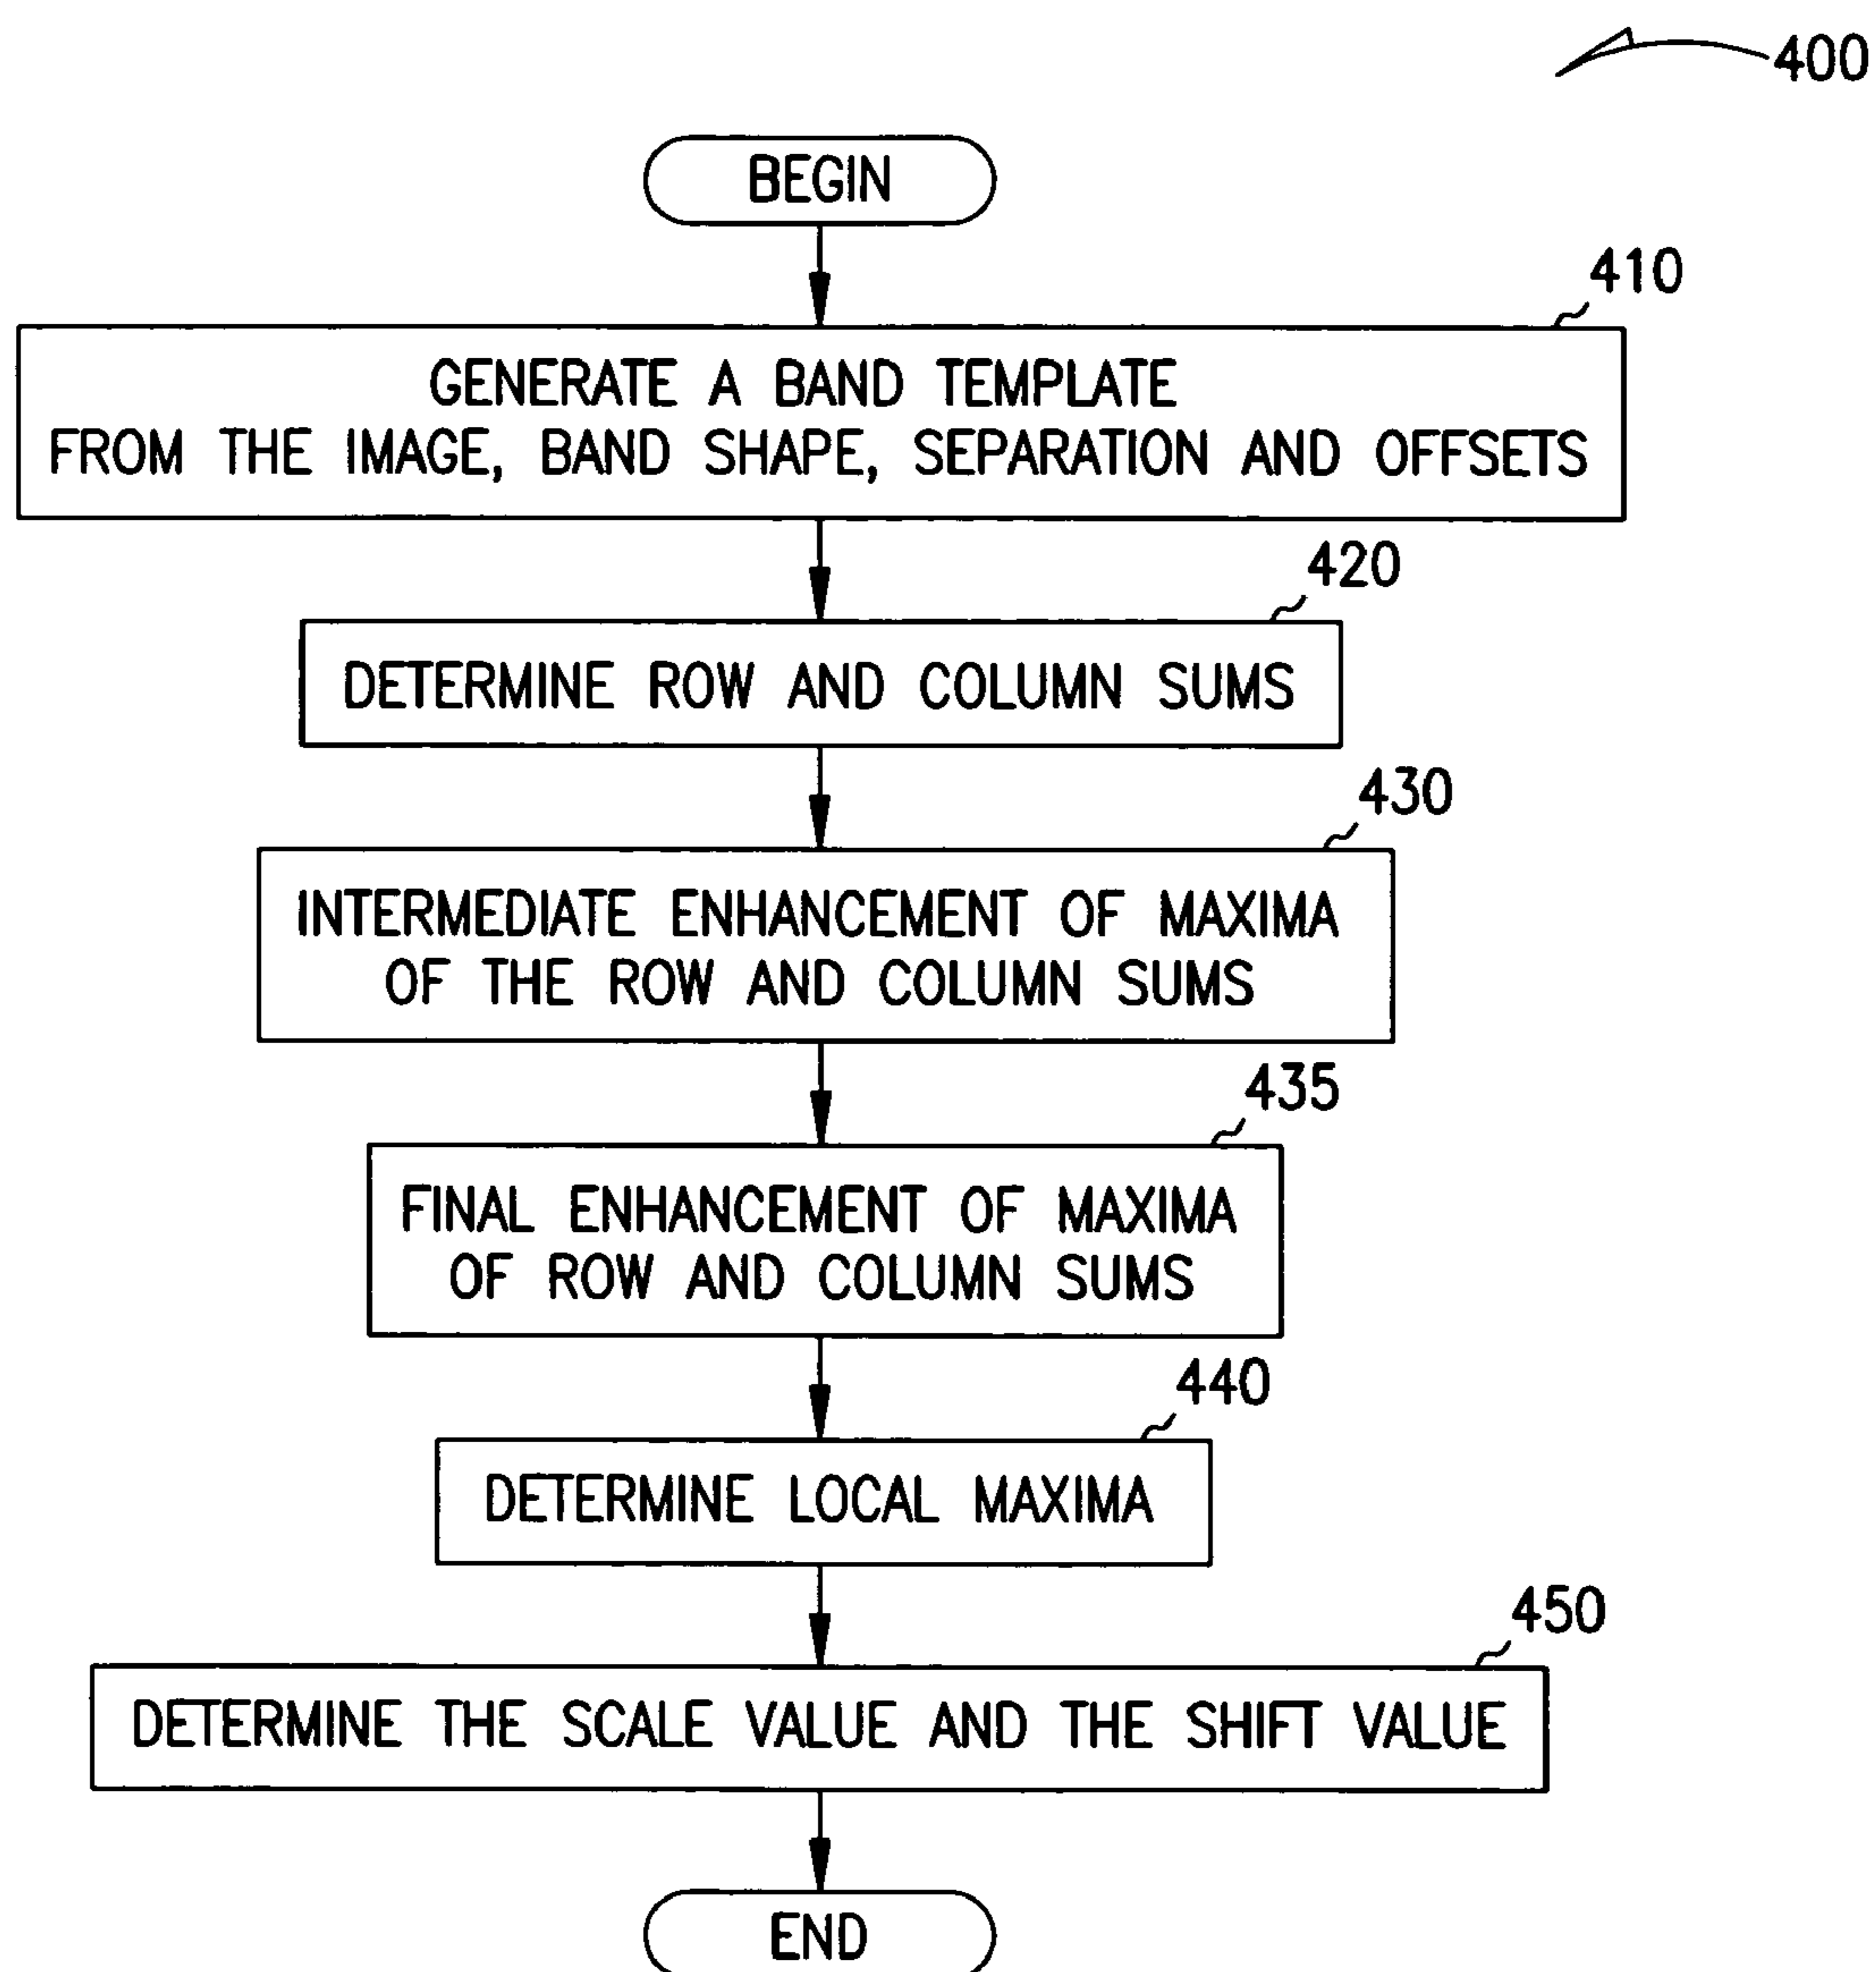 400
BEGIN
410
GENERATE A BAND TEMPLATE
FROM THE IMAGE, BAND SHAPE, SEPARATION AND OFFSETS
420
DETERMINE ROW AND COLUMN SUMS
430
INTERMEDIATE ENHANCEMENT OF MAXIMA
OF THE ROW AND COLUMN SUMS
435
FINAL ENHANCEMENT OF MAXIMA
OF ROW AND COLUMN SUMS
440
DETERMINE LOCAL MAXIMA
450
DETERMINE THE SCALE VALUE AND THE SHIFT VALUE
END